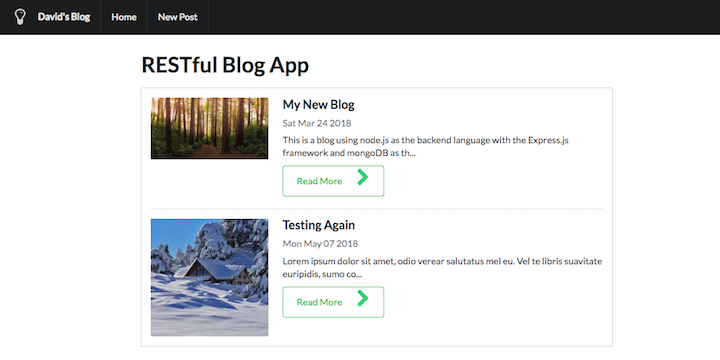 David's Blog Home New Post
RESTful Blog App
My New Blog
Sat Mar 24 2018
This is a blog using node.js as the backend language with the Express.js
framework and mongoDB as th...
Read More
Testing Again
Mon May 07 2018
Lorem ipsum dolor sit amet, odio verear salutatus mel eu. Vel te libris suavitate
euripidis, sumo co...
Read More